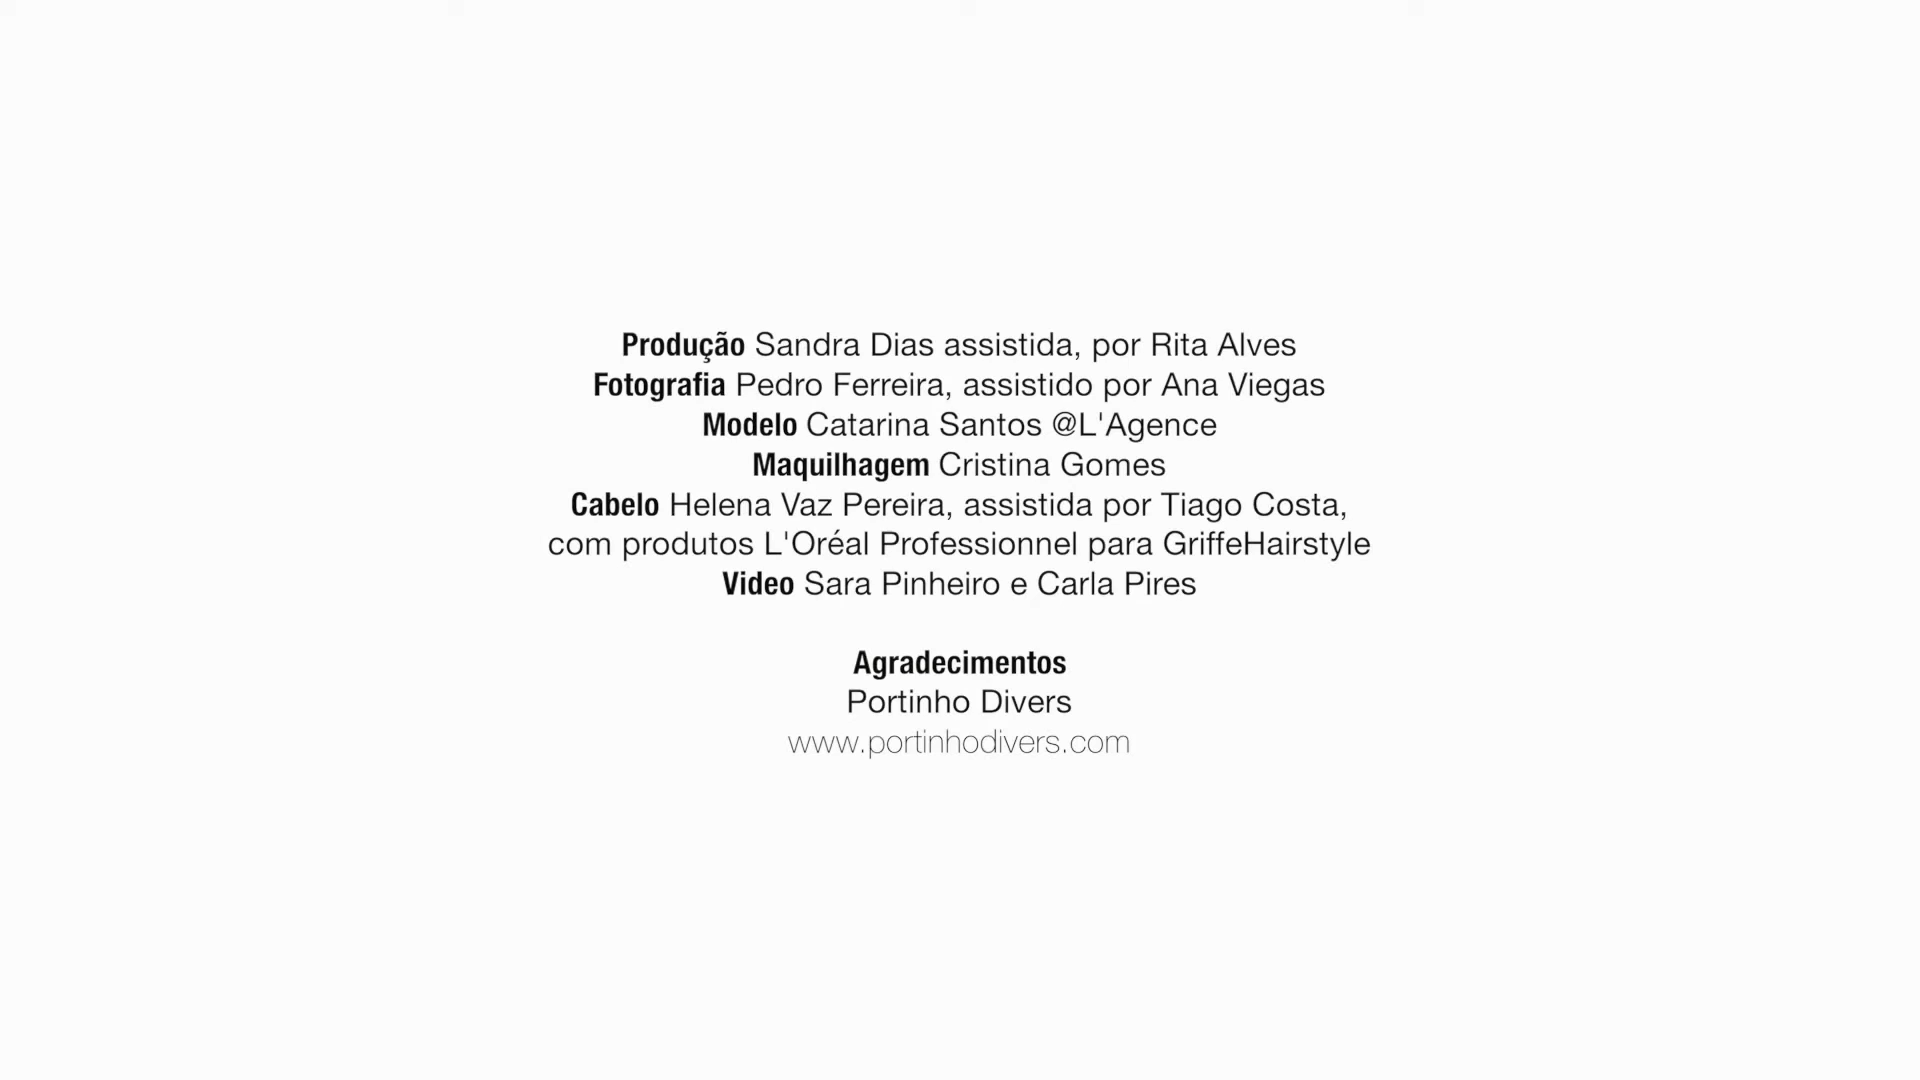 Produção Sandra Dias assistida, por Rita Alves
Fotografia Pedro Ferreira, assistido por Ana Viegas
Modelo Catarina Santos @L'Agence
Maquilhagem Cristina Gomes
Cabelo Helena Vaz Pereira, assistida por Tiago Costa,
com produtos L'Oréal Professionnel para GriffeHairstyle
Video Sara Pinheiro e Carla Pires
Agradecimentos
Portinho Divers
www.portinhodivers.com